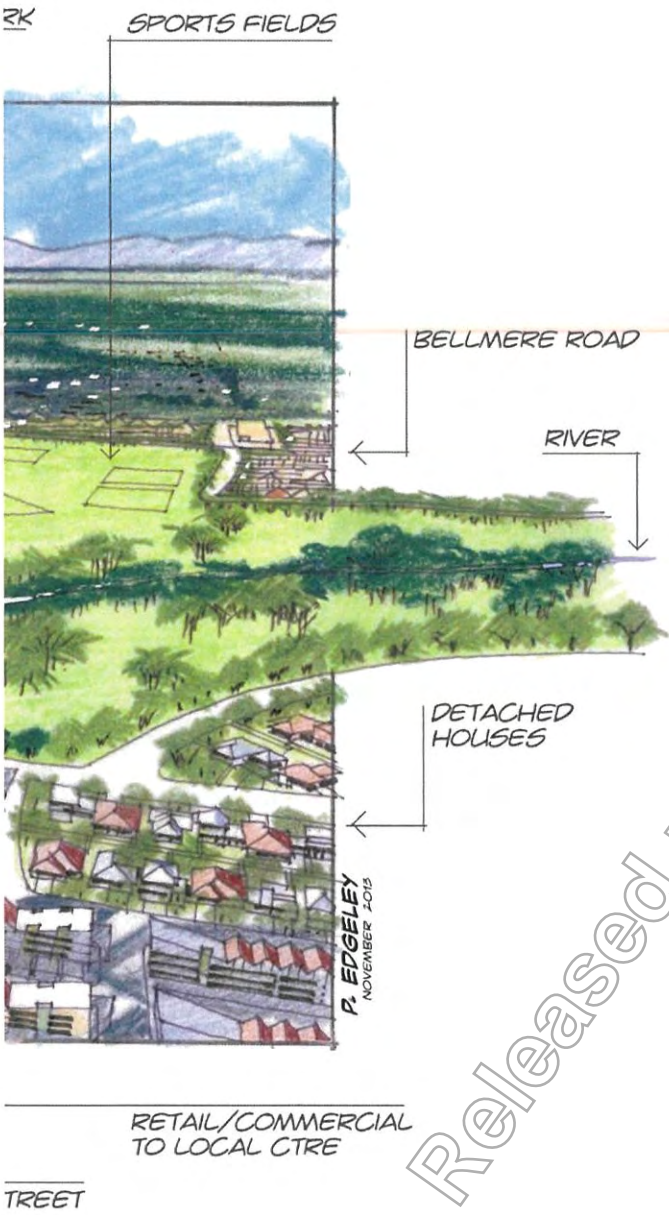 RK
SPORTS FIELDS
BELLMERE ROAD
RIVER
DETACHED
HOUSES
P. EDGELEY
NOVEMBER 2013
Released
RETAIL/COMMERCIAL
TO LOCAL CTRE
TREET